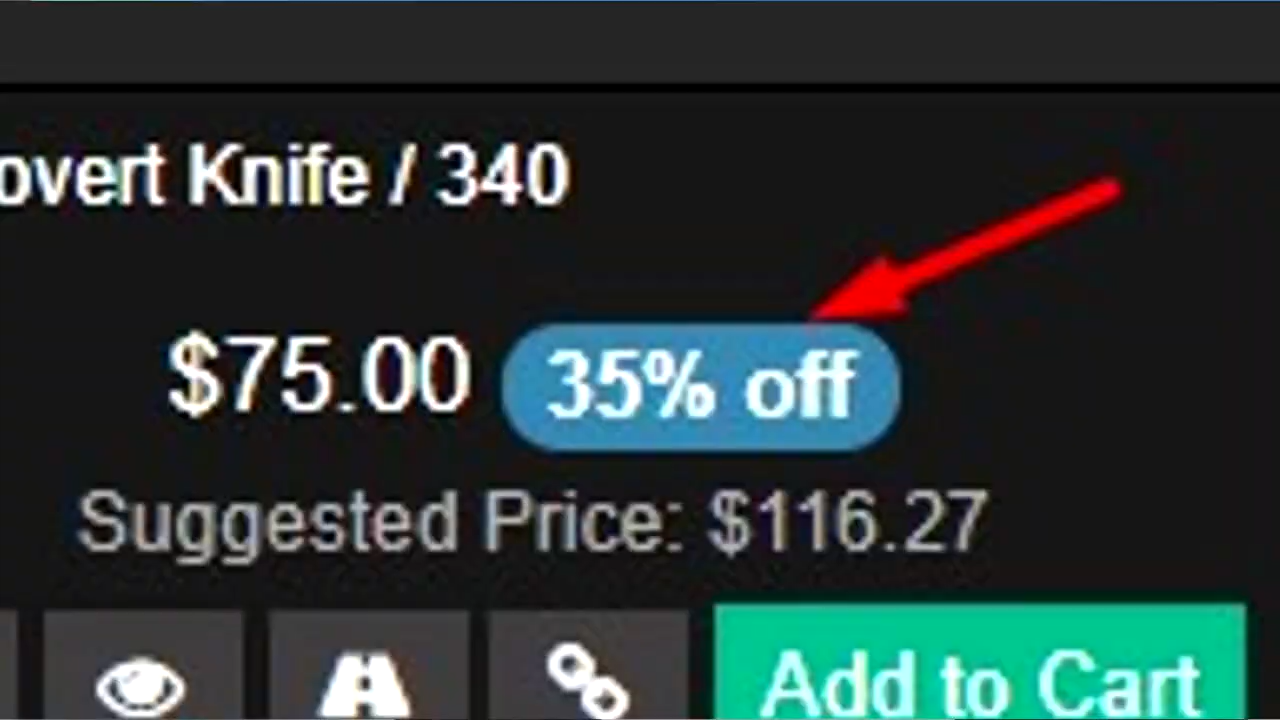 overt Knife / 340
$75.00 35% off
Suggested Price: $116.27
Add to Cart